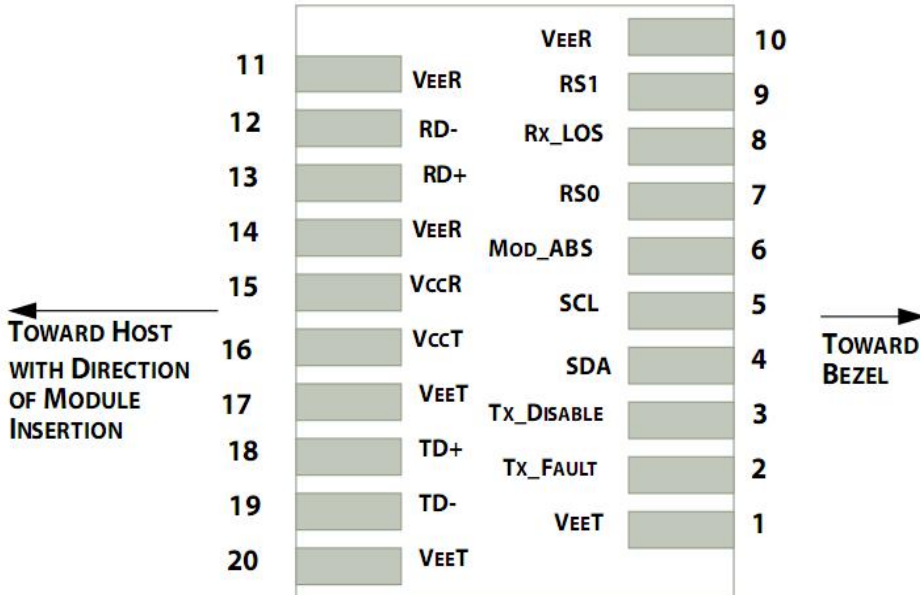 11 VEER
12 RD-
13 RD+
14 VEER
15 VCCR
16 VCCT
17 VEET
18 TD+
19 TD-
20 VEET
VEER 10
RS1 9
RX_LOS 8
RS0 7
MOD_ABS 6
SCL 5
SDA 4
TX_DISABLE 3
TX_FAULT 2
VEET 1
TOWARD HOST
WITH DIRECTION
OF MODULE
INSERTION
TOWARD
BEZEL